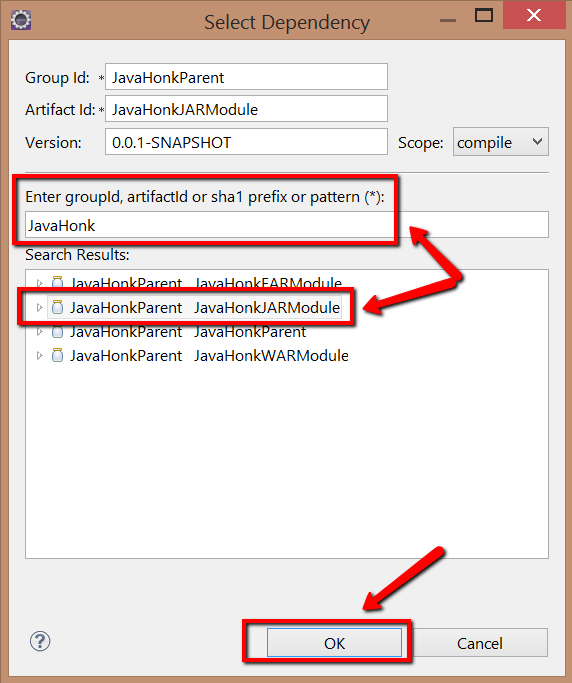 Select Dependency
Group Id: * JavaHonkParent
Artifact Id: * JavaHonkJARModule
Version: 0.0.1-SNAPSHOT Scope: compile
Enter groupId, artifactId or sha1 prefix or pattern (*):
JavaHonk
Search Results:
JavaHonkParent JavaHonkEARModule
JavaHonkParent JavaHonkJARModule
JavaHonkParent JavaHonkParent
JavaHonkParent JavaHonkWARModule
? OK Cancel